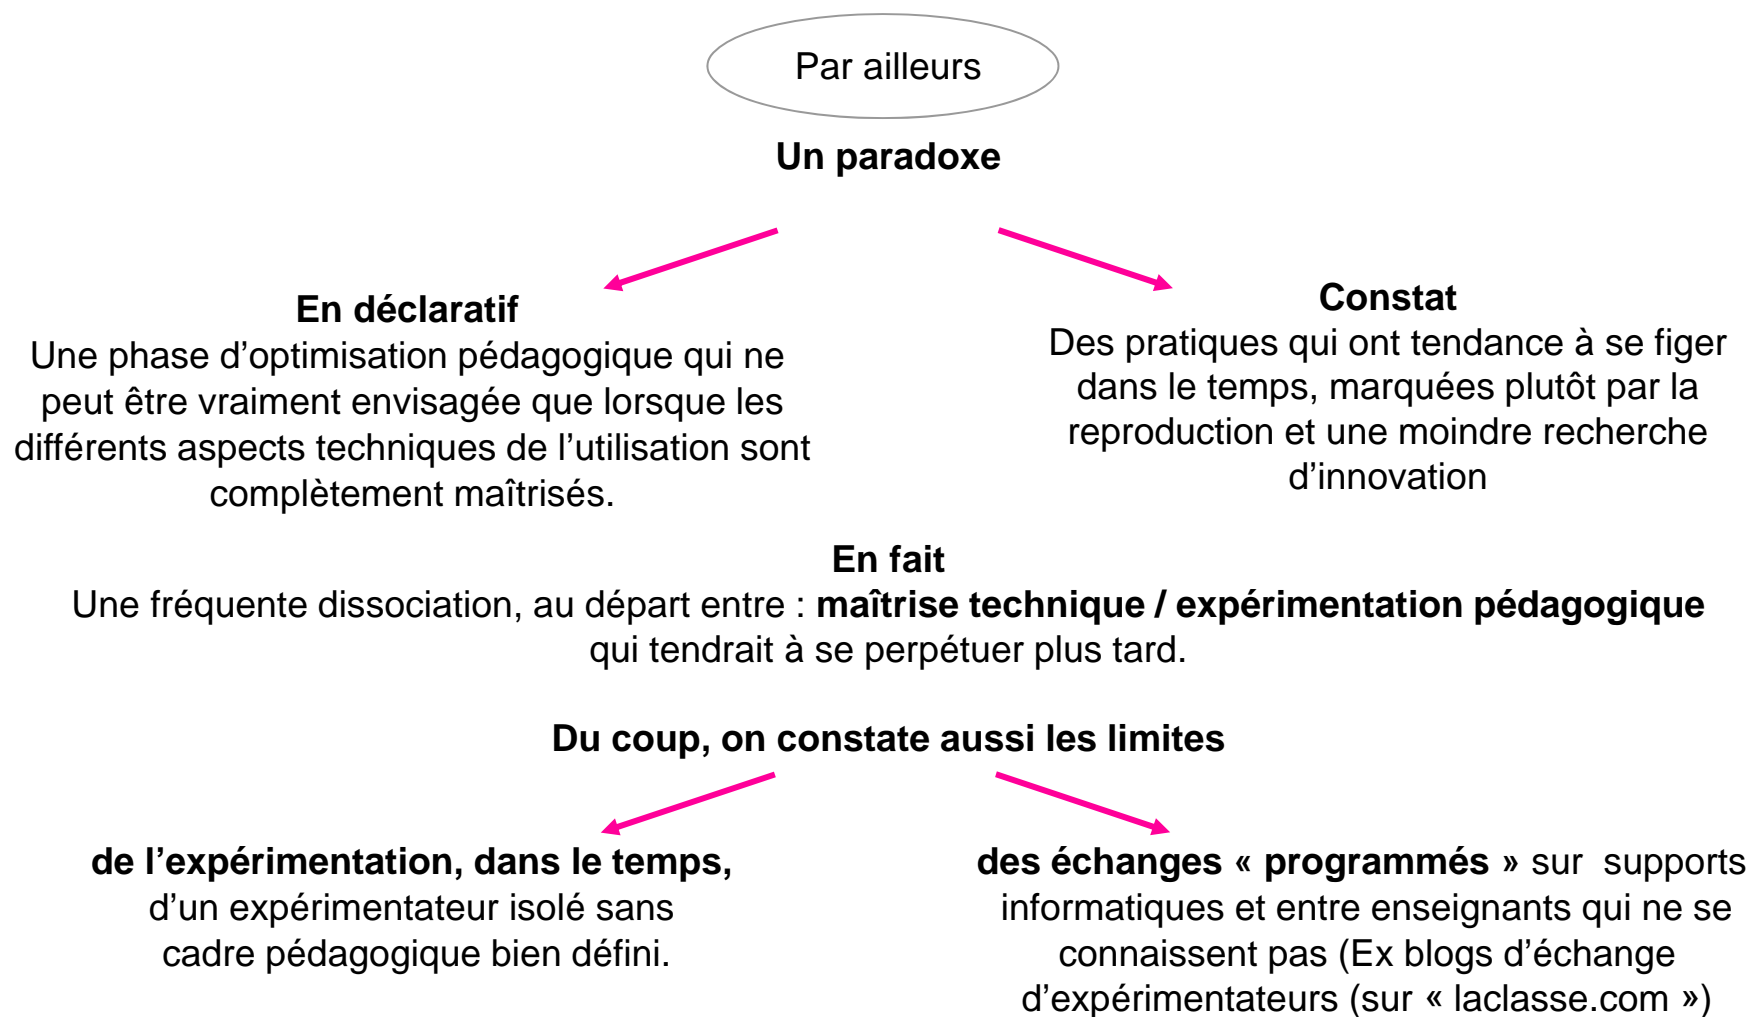 Par ailleurs
Un paradoxe
En déclaratif
Une phase d’optimisation pédagogique qui ne
peut être vraiment envisagée que lorsque les
différents aspects techniques de l’utilisation sont
complètement maîtrisés.
Constat
Des pratiques qui ont tendance à se figer
dans le temps, marquées plutôt par la
reproduction et une moindre recherche
d’innovation
En fait
Une fréquente dissociation, au départ entre : maîtrise technique / expérimentation pédagogique
qui tendrait à se perpétuer plus tard.
Du coup, on constate aussi les limites
de l’expérimentation, dans le temps,
d’un expérimentateur isolé sans
cadre pédagogique bien défini.
des échanges « programmés » sur supports
informatiques et entre enseignants qui ne se
connaissent pas (Ex blogs d’échange
d’expérimentateurs (sur « laclasse.com »)